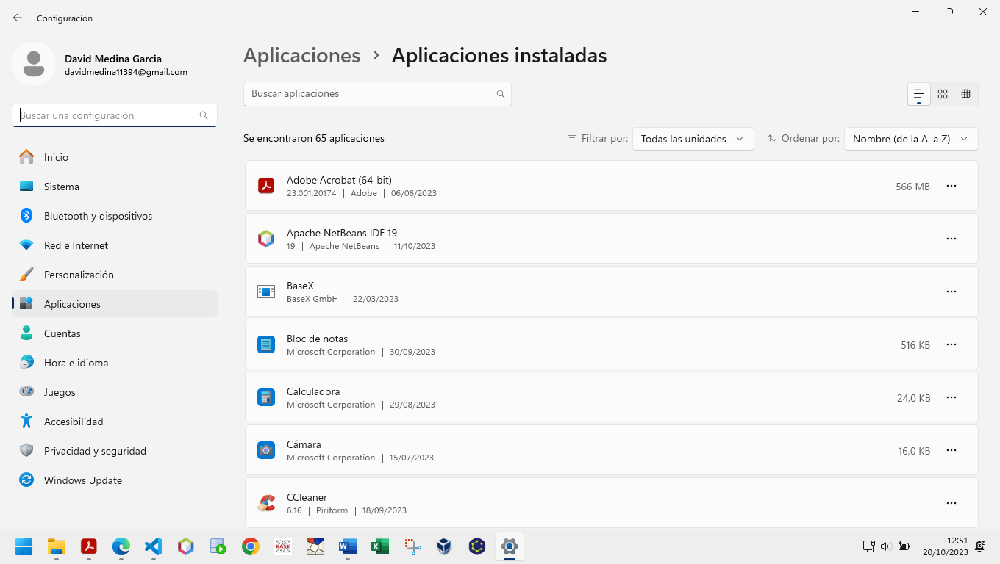 Configuración
David Medina Garcia
davidmedina11394@gmail.com
Buscar una configuración
Inicio
Sistema
Bluetooth y dispositivos
Red e Internet
Personalización
Aplicaciones
Cuentas
Hora e idioma
Juegos
Accesibilidad
Privacidad y seguridad
Windows Update
Aplicaciones > Aplicaciones instaladas
Buscar aplicaciones
Se encontraron 65 aplicaciones
Filtrar por: Todas las unidades
Ordenar por: Nombre (de la A la Z)
Adobe Acrobat (64-bit)
23.001.20174 | Adobe | 06/06/2023
566 MB
Apache NetBeans IDE 19
19 | Apache NetBeans | 11/10/2023
BaseX
BaseX GmbH | 22/03/2023
Bloc de notas
Microsoft Corporation | 30/09/2023
516 KB
Calculadora
Microsoft Corporation | 29/08/2023
24,0 KB
Cámara
Microsoft Corporation | 15/07/2023
16,0 KB
CCleaner
6.16 | Piriform | 18/09/2023
BASE
12:51
20/10/2023